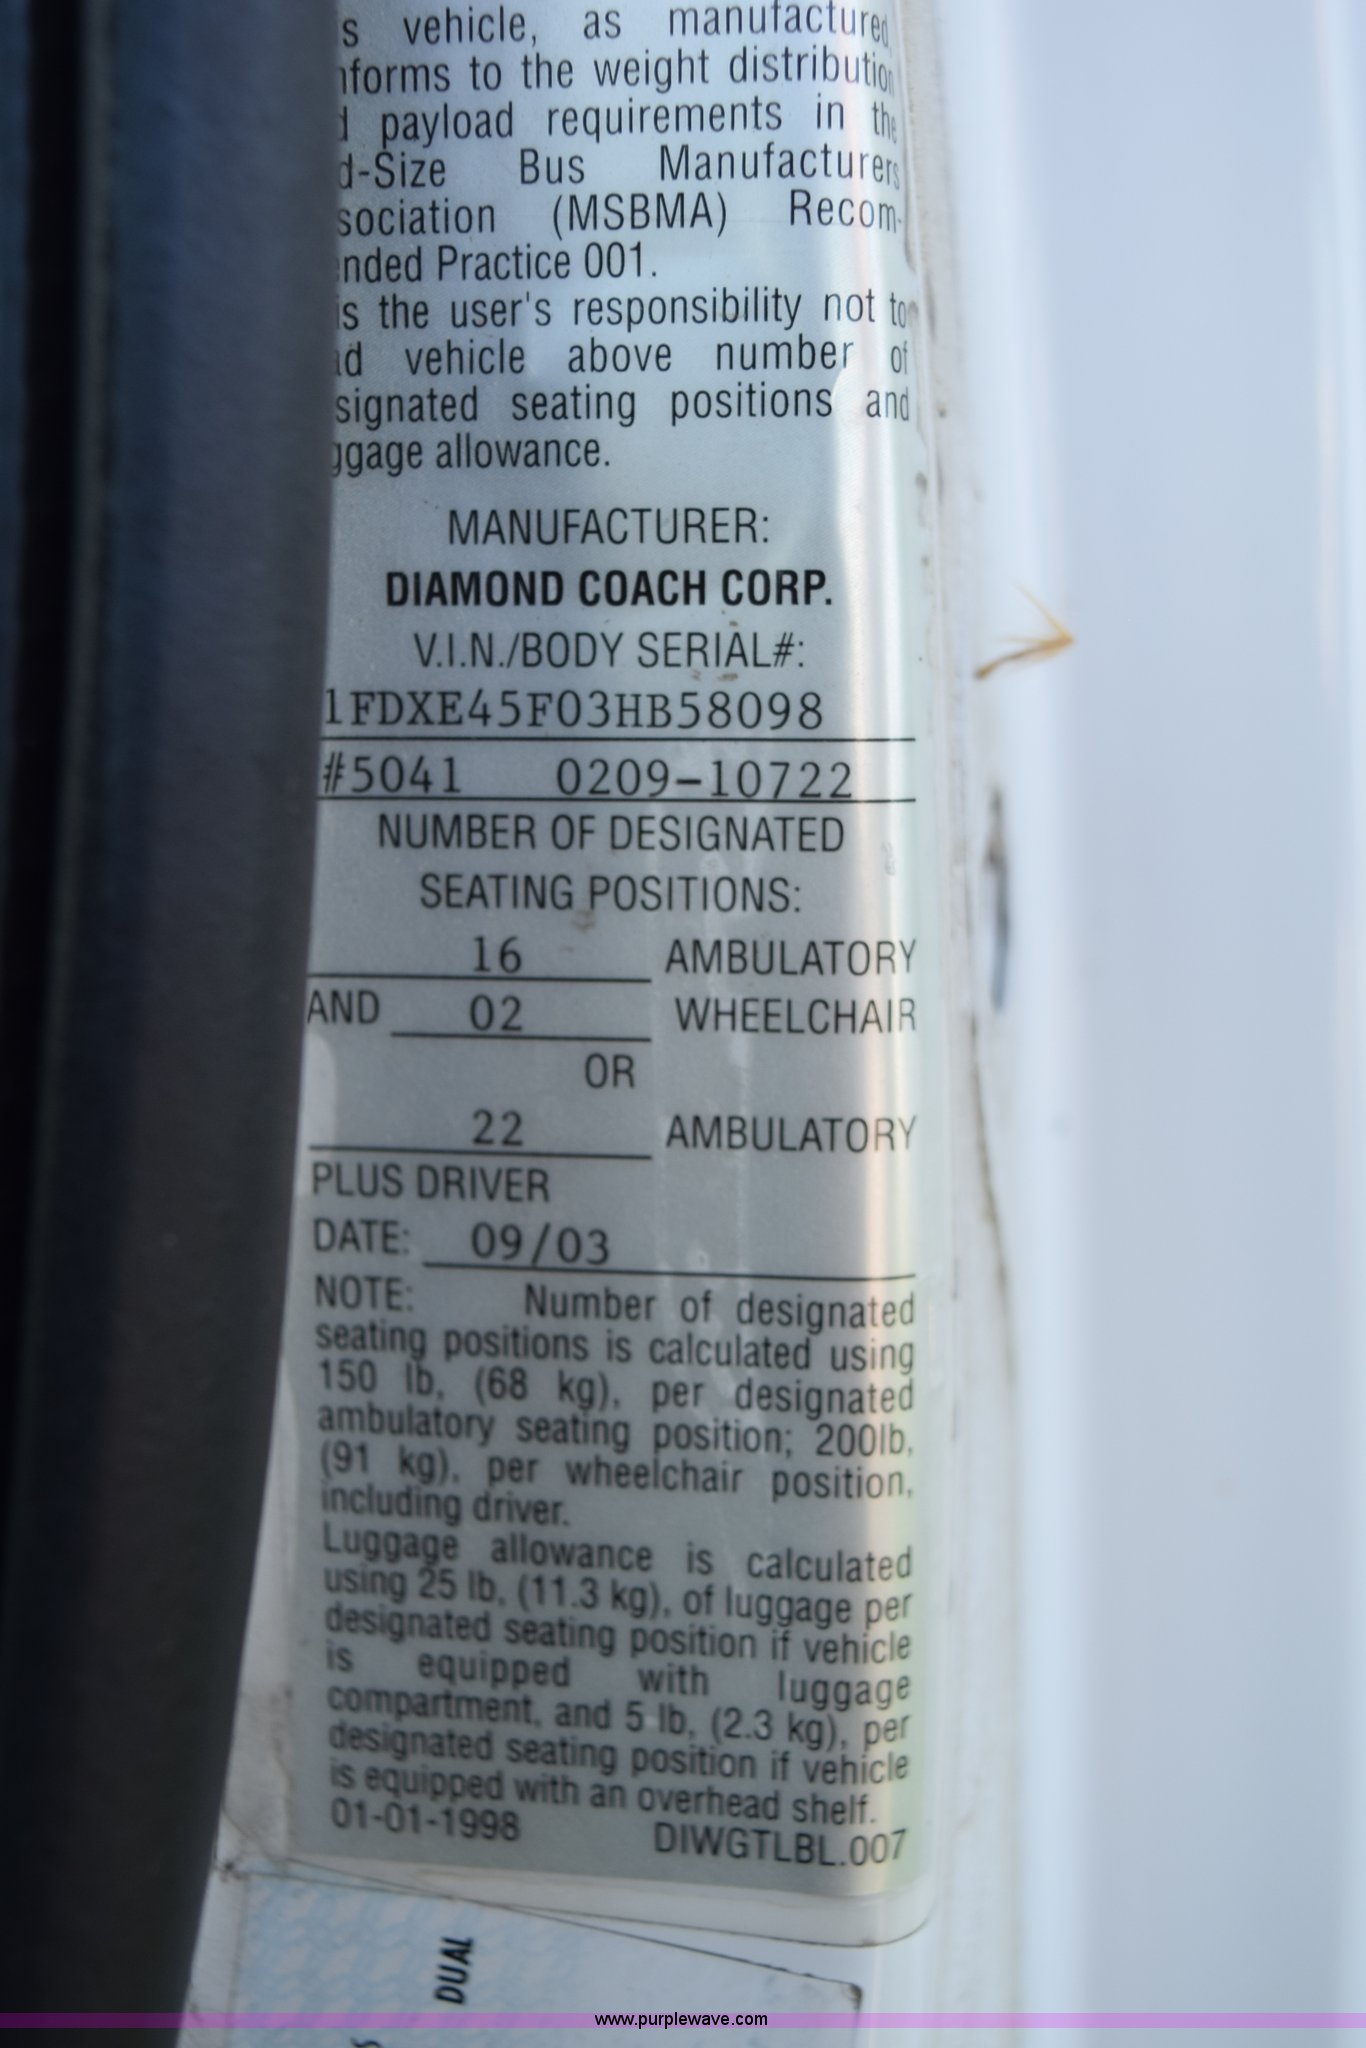 s vehicle, as manufactured,
nforms to the weight distribution
d payload requirements in the
d-Size Bus Manufacturers
sociation (MSBMA) Recom-
nded Practice 001.
is the user's responsibility not to
ad vehicle above number of
signated seating positions and
ggage allowance.
MANUFACTURER:
DIAMOND COACH CORP.
V.I.N./BODY SERIAL#:
1FDXE45F03HB58098
#5041 0209-10722
NUMBER OF DESIGNATED
SEATING POSITIONS:
16 AMBULATORY
AND 02 WHEELCHAIR
OR
22 AMBULATORY
PLUS DRIVER
DATE: 09/03
NOTE: Number of designated
seating positions is calculated using
150 lb, (68 kg), per designated
ambulatory seating position; 200lb,
(91 kg), per wheelchair position,
including driver.
Luggage allowance is calculated
using 25 lb, (11.3 kg), of luggage per
designated seating position if vehicle
is equipped with luggage
compartment, and 5 lb, (2.3 kg), per
designated seating position if vehicle
is equipped with an overhead shelf.
01-01-1998 DIWGTLBL.007
DUAL
www.purplewave.com